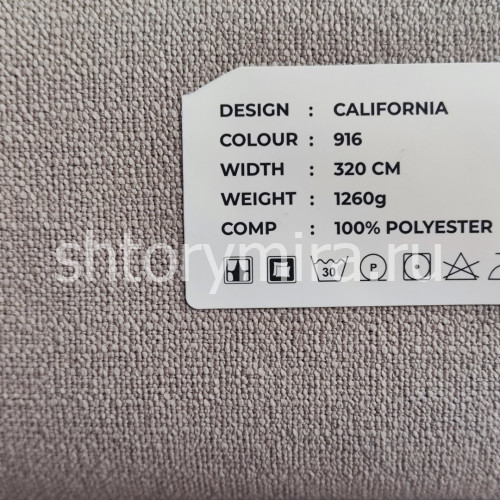 DESIGN : CALIFORNIA
COLOUR : 916
WIDTH : 320 CM
WEIGHT : 1260g
COMP : 100% POLYESTER
shtorymira.ru
30 P